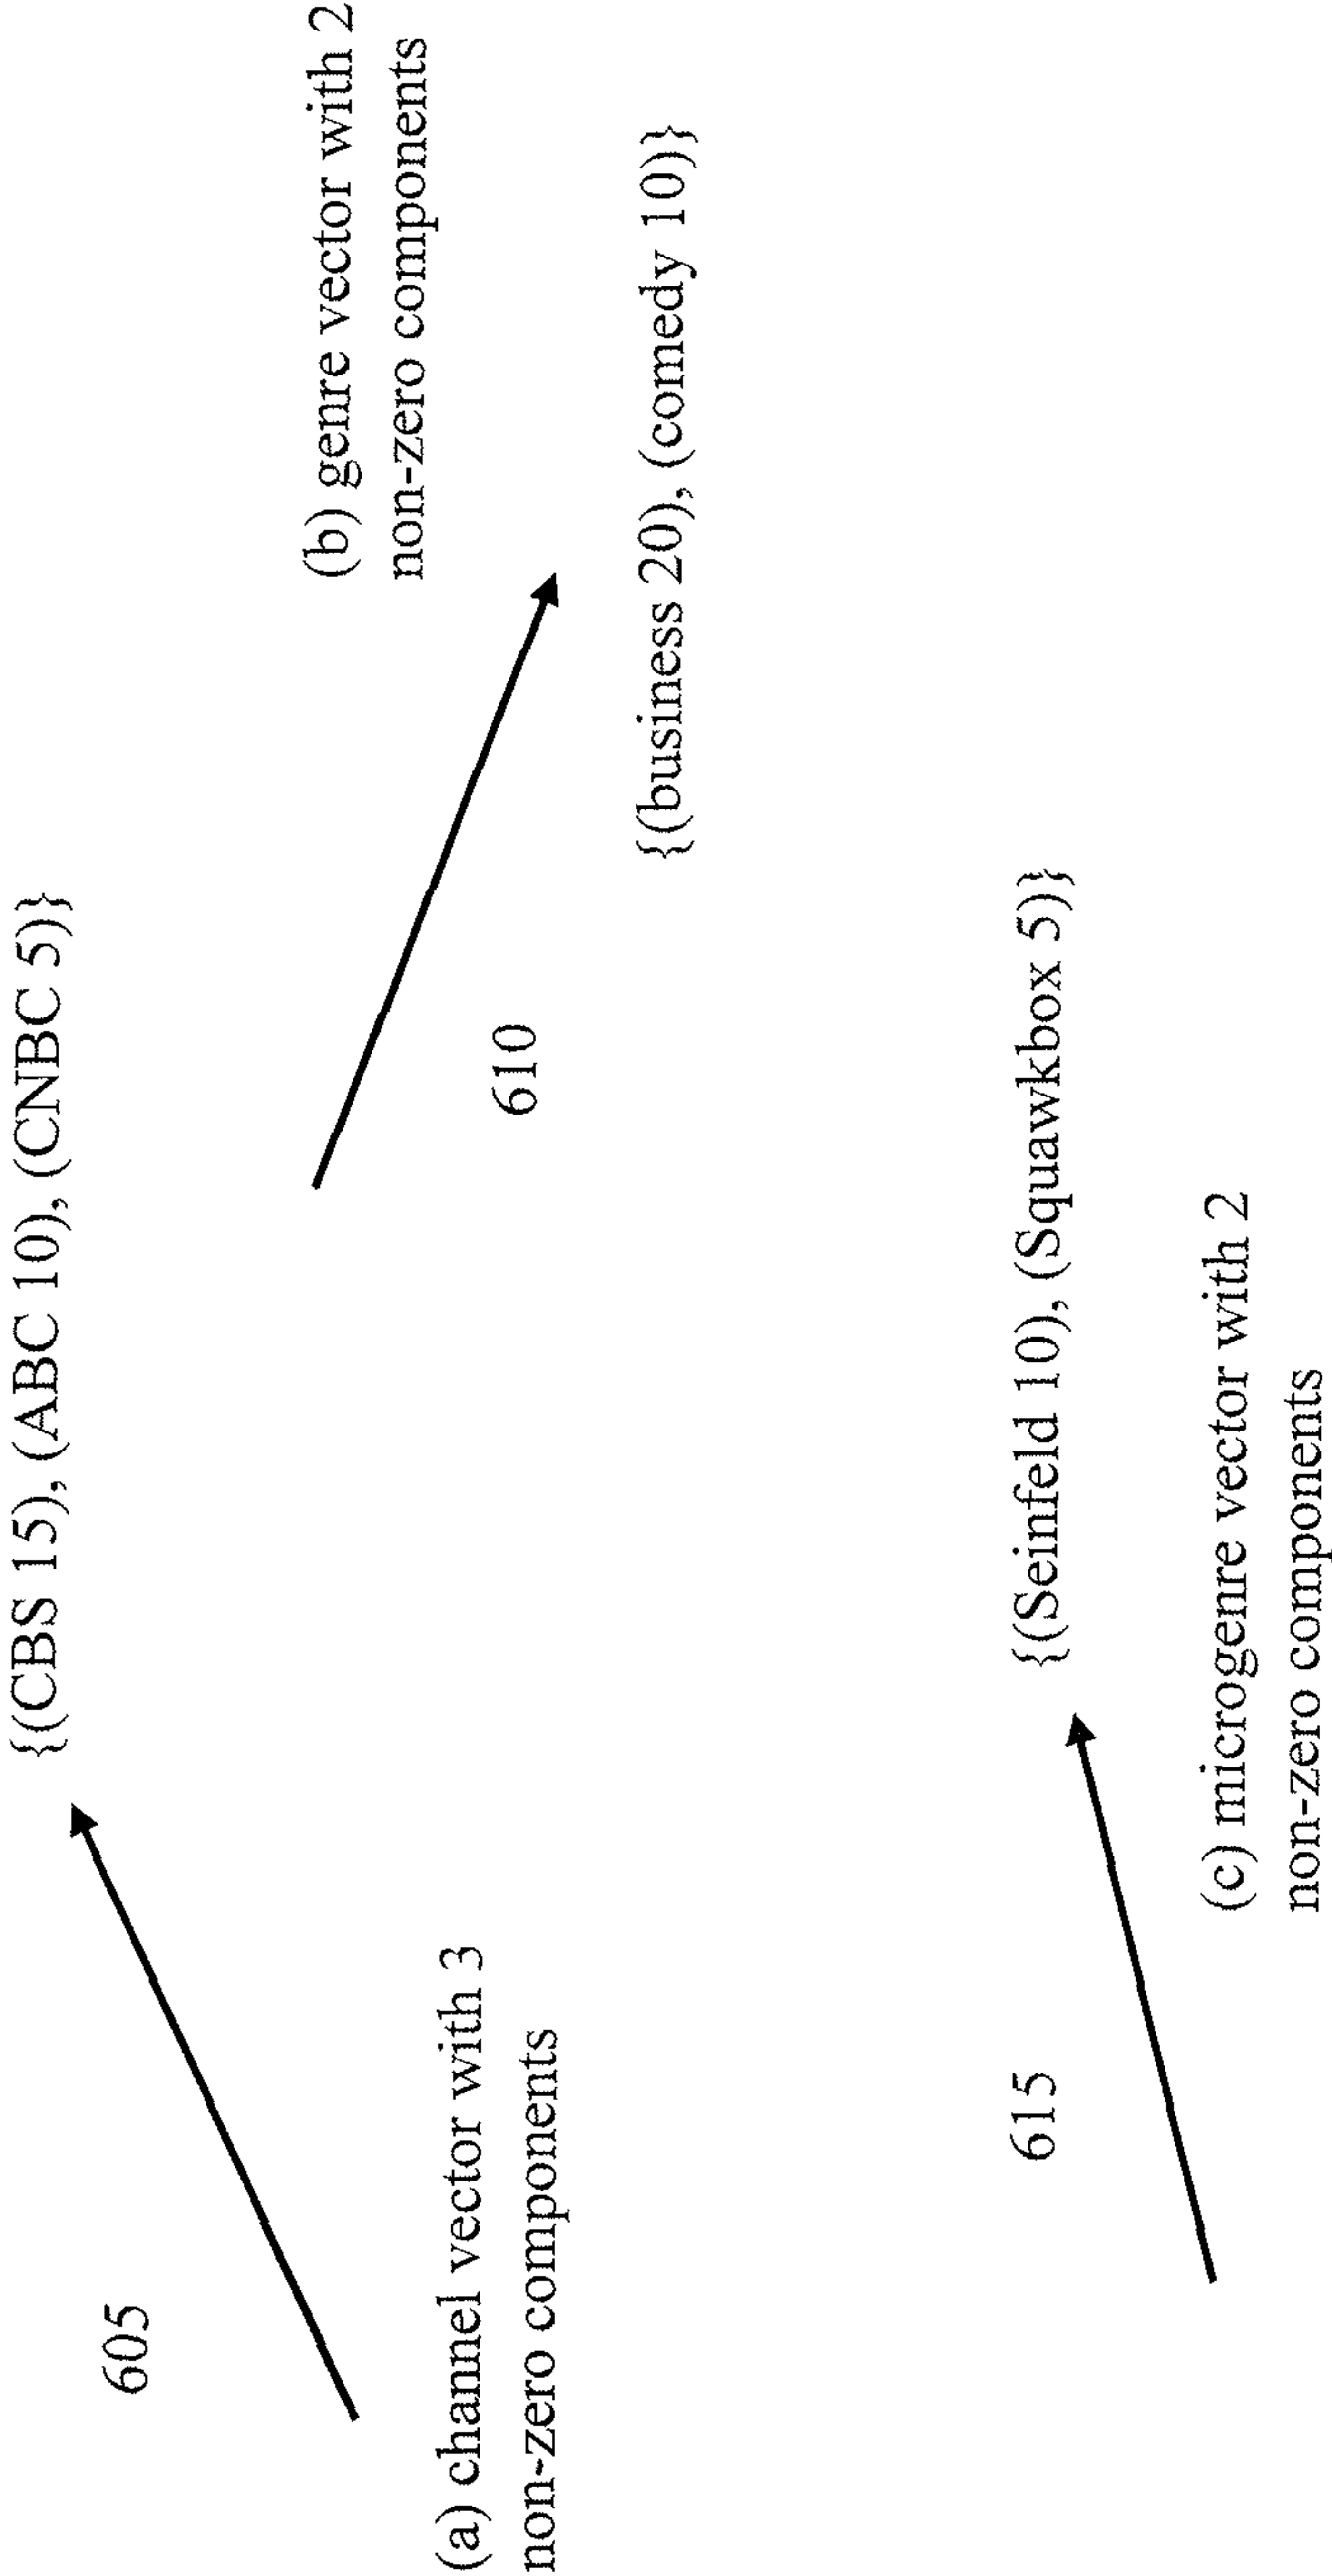 {(CBS 15), (ABC 10), (CNBC 5)}
605
(a) channel vector with 3
non-zero components
(b) genre vector with 2
non-zero components
610
{(business 20), (comedy 10)}
615
{(Seinfeld 10), (Squawkbox 5)}
(c) microgenre vector with 2
non-zero components